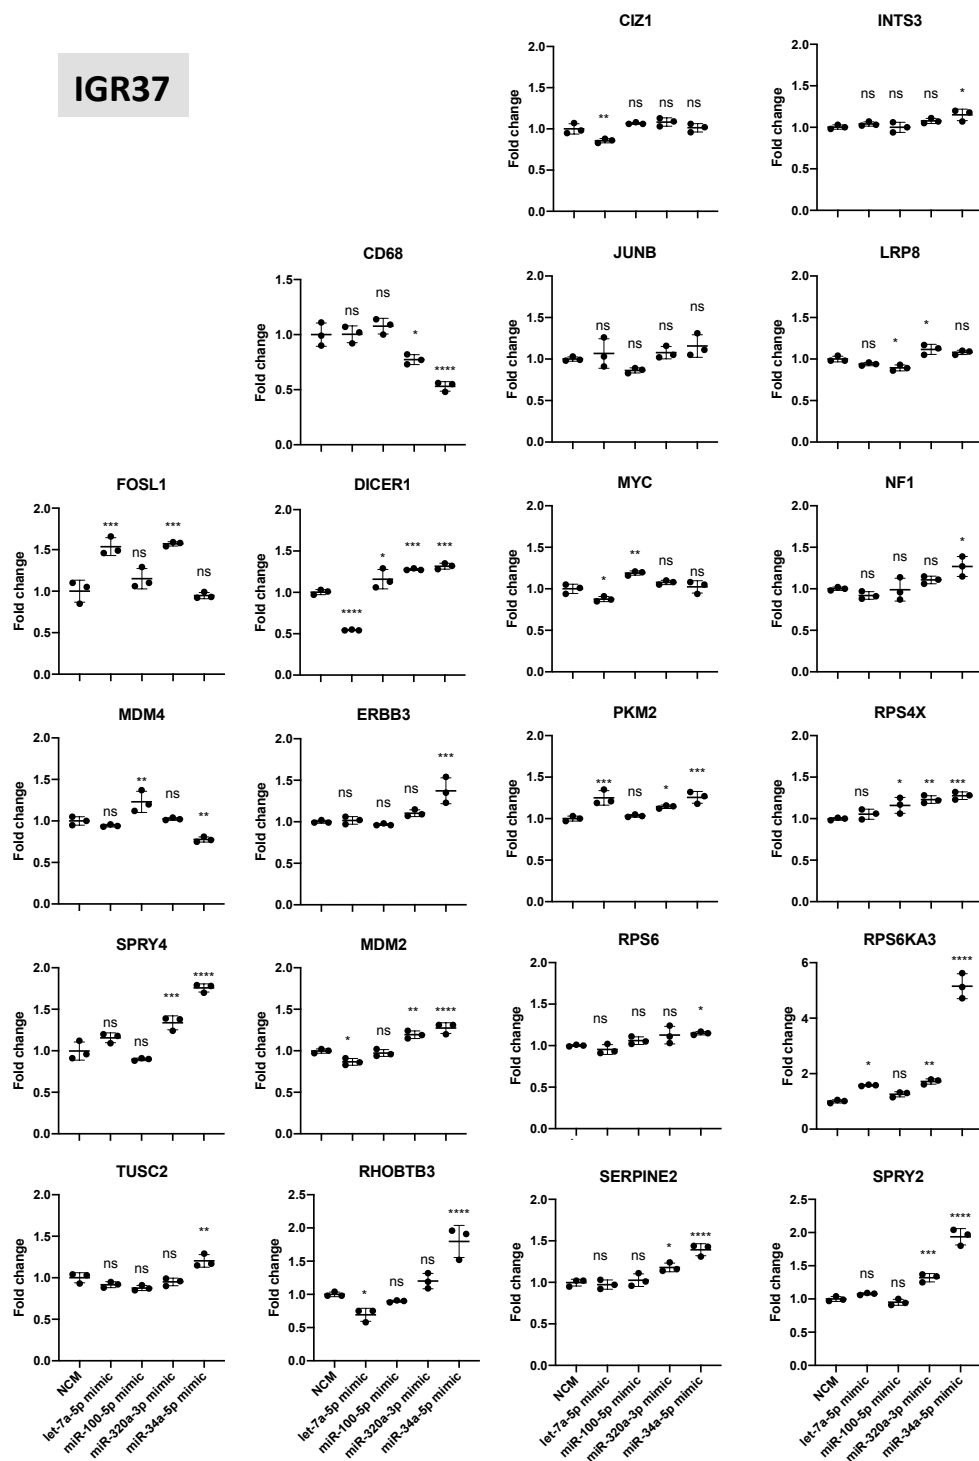 IGR37
CIZ1
Fold change
2.0
1.5
1.0
0.5
0.0
**
ns
ns
ns
INTS3
Fold change
2.0
1.5
1.0
0.5
0.0
ns
ns
ns
*
CD68
Fold change
1.5
1.0
0.5
0.0
ns
ns
*
****
JUNB
Fold change
2.0
1.5
1.0
0.5
0.0
ns
ns
ns
ns
LRP8
Fold change
2.0
1.5
1.0
0.5
0.0
ns
*
*
ns
FOSL1
Fold change
2.0
1.5
1.0
0.5
0.0
***
ns
***
ns
DICER1
Fold change
2.0
1.5
1.0
0.5
0.0
****
*
***
***
MYC
Fold change
2.0
1.5
1.0
0.5
0.0
*
**
ns
ns
NF1
Fold change
2.0
1.5
1.0
0.5
0.0
ns
ns
ns
*
MDM4
Fold change
2.0
1.5
1.0
0.5
0.0
ns
**
ns
**
ERBB3
Fold change
2.0
1.5
1.0
0.5
0.0
ns
ns
ns
***
PKM2
Fold change
2.0
1.5
1.0
0.5
0.0
***
ns
*
***
RPS4X
Fold change
2.0
1.5
1.0
0.5
0.0
ns
*
**
***
SPRY4
Fold change
2.0
1.5
1.0
0.5
0.0
ns
ns
***
****
MDM2
Fold change
2.0
1.5
1.0
0.5
0.0
*
ns
**
****
RPS6
Fold change
2.0
1.5
1.0
0.5
0.0
ns
ns
ns
*
RPS6KA3
Fold change
6
4
2
0
*
ns
**
****
TUSC2
Fold change
2.0
1.5
1.0
0.5
0.0
ns
ns
ns
**
NCM
let-7a-5p mimic
miR-100-5p mimic
miR-320a-3p mimic
miR-34a-5p mimic
RHOBTB3
Fold change
2.5
2.0
1.5
1.0
0.5
0.0
*
ns
ns
****
NCM
let-7a-5p mimic
miR-100-5p mimic
miR-320a-3p mimic
miR-34a-5p mimic
SERPINE2
Fold change
2.0
1.5
1.0
0.5
0.0
ns
ns
*
****
NCM
let-7a-5p mimic
miR-100-5p mimic
miR-320a-3p mimic
miR-34a-5p mimic
SPRY2
Fold change
2.5
2.0
1.5
1.0
0.5
0.0
ns
ns
***
****
NCM
let-7a-5p mimic
miR-100-5p mimic
miR-320a-3p mimic
miR-34a-5p mimic